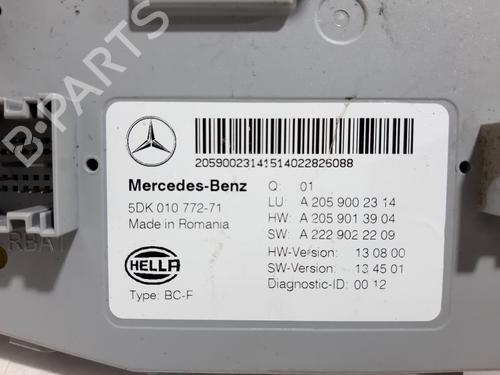 B-PARTS
20590023141514022826088
Mercedes-Benz
5DK 010 772-71
Made in Romania
HELLA
Type: BC-F
Q: 01
LU: A 205 900 23 14
HW: A 205 901 39 04
SW: A 222 902 22 09
HW-Version: 13 08 00
SW-Version: 13 45 01
Diagnostic-ID: 00 12
RBA1